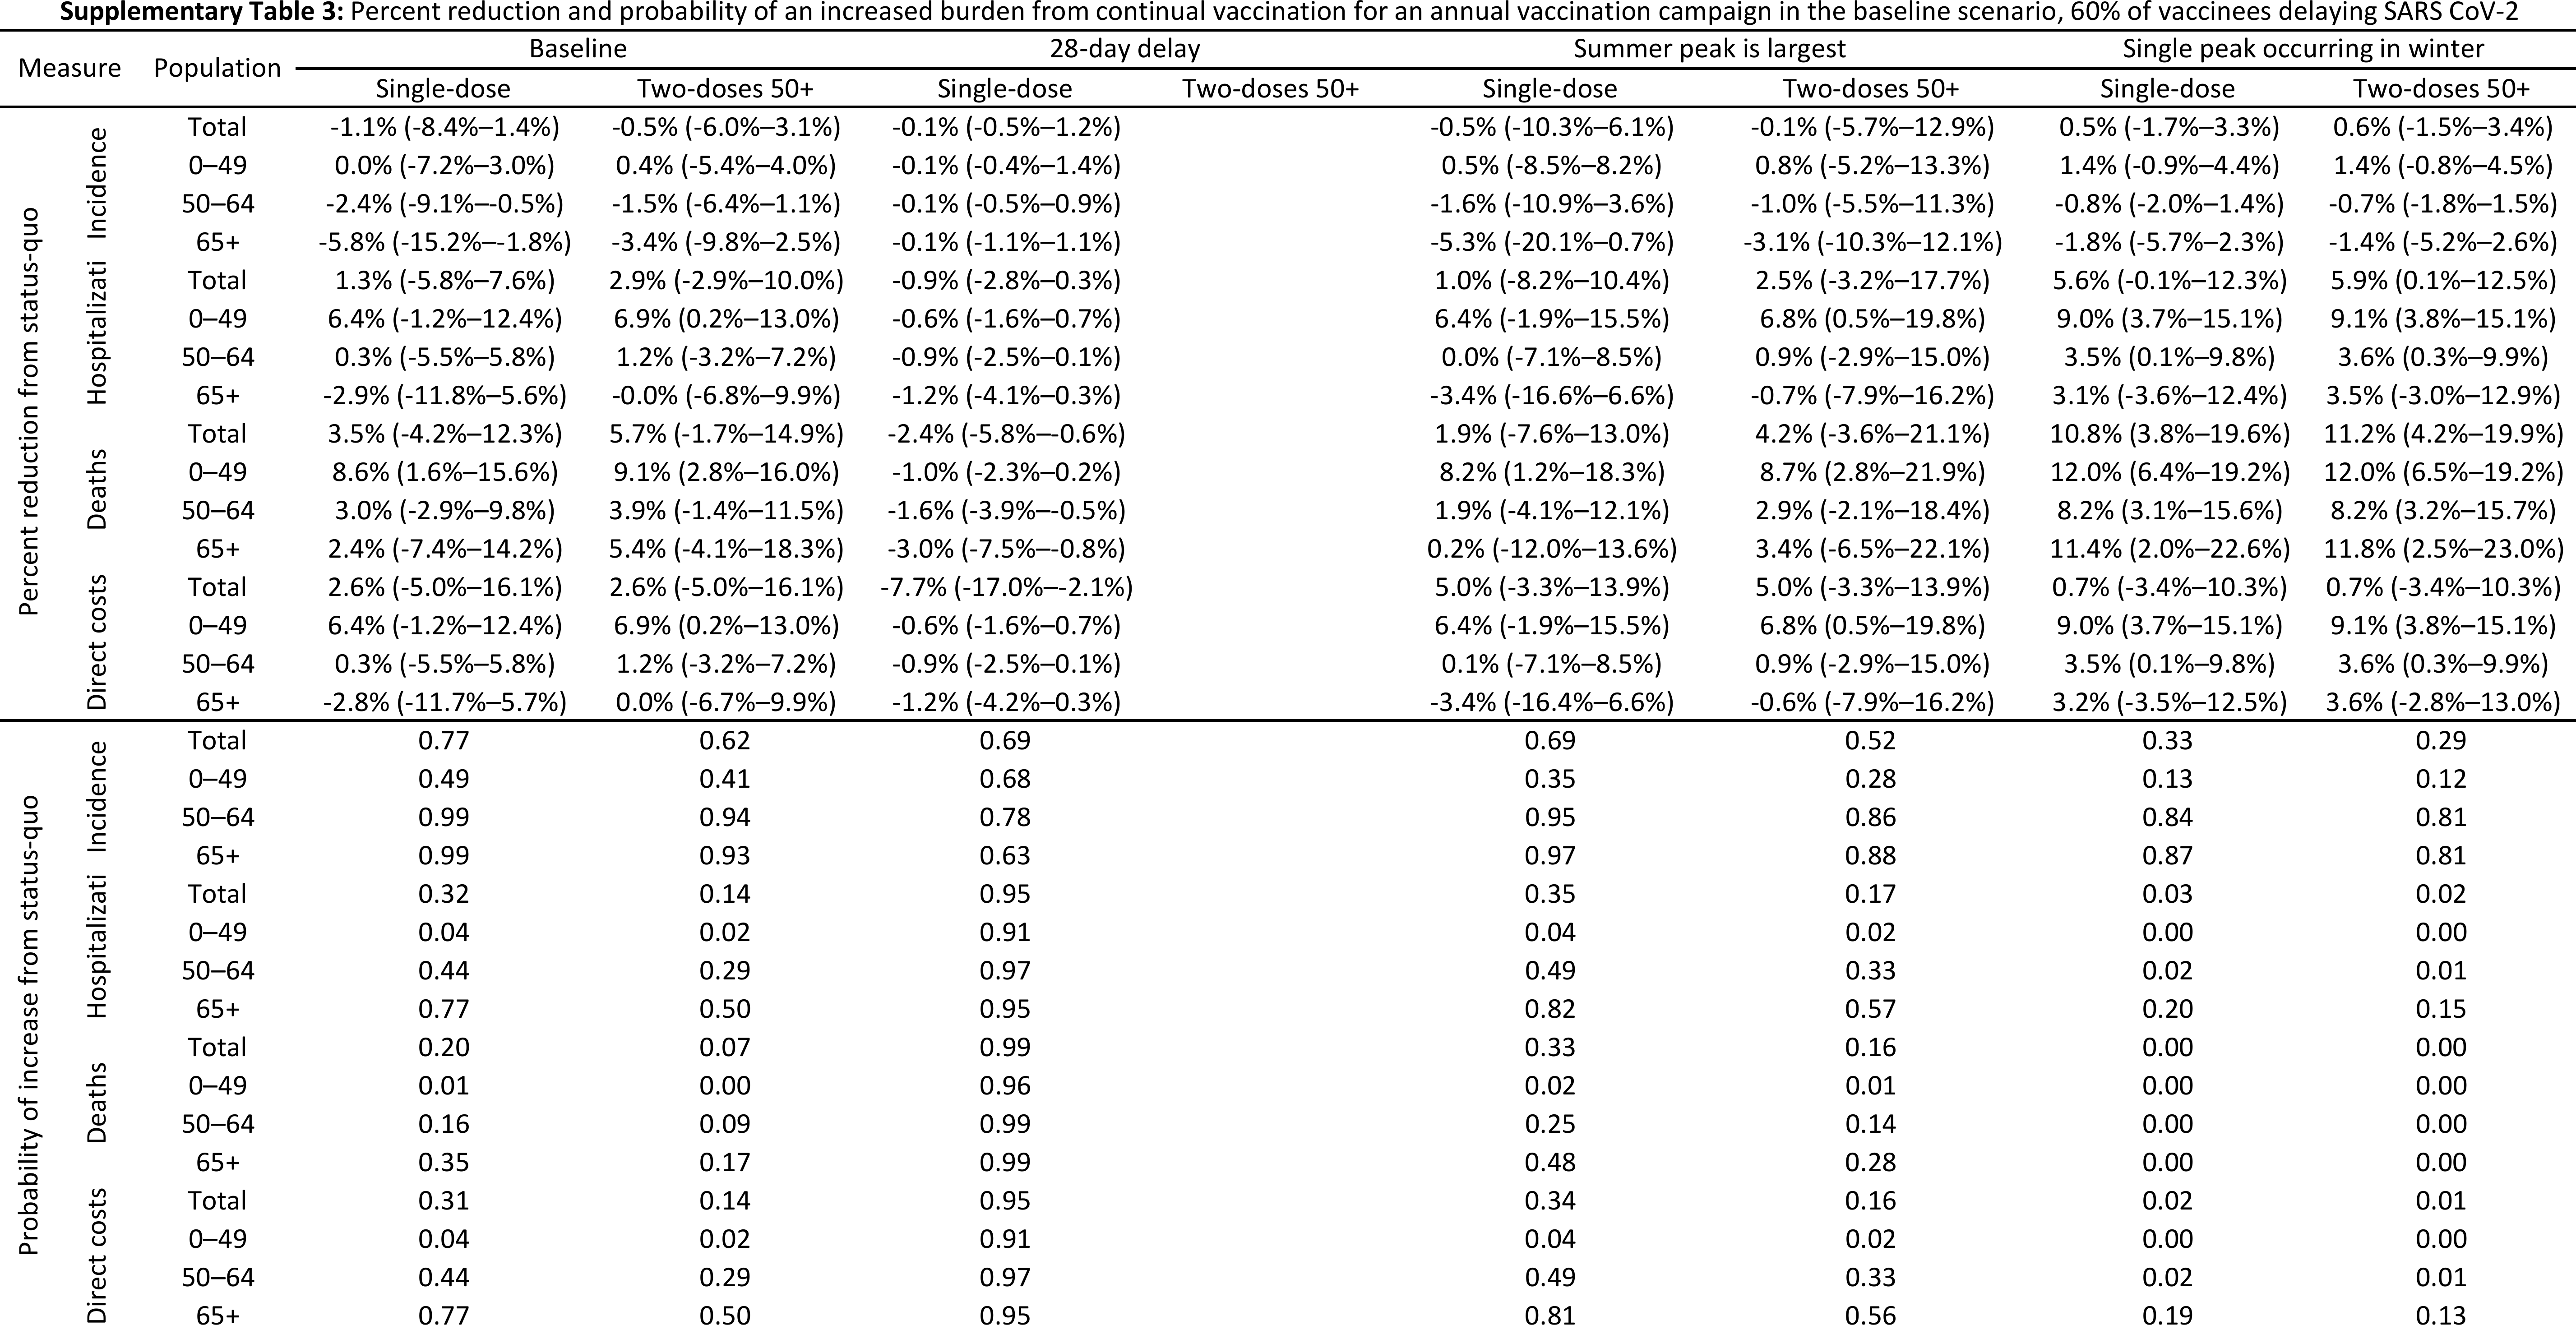 Supplementary Table 3: Percent reduction and probability of an increased burden from continual vaccination for an annual vaccination campaign in the baseline scenario, 60% of vaccinees delaying SARS CoV-2
Measure Population Baseline 28-day delay Summer peak is largest Single peak occurring in winter
Single-dose Two-doses 50+ Single-dose Two-doses 50+ Single-dose Two-doses 50+ Single-dose Two-doses 50+
Percent reduction from status-quo
Incidence
Total -1.1% (-8.4%–1.4%) -0.5% (-6.0%–3.1%) -0.1% (-0.5%–1.2%) -0.5% (-10.3%–6.1%) -0.1% (-5.7%–12.9%) 0.5% (-1.7%–3.3%) 0.6% (-1.5%–3.4%)
0–49 0.0% (-7.2%–3.0%) 0.4% (-5.4%–4.0%) -0.1% (-0.4%–1.4%) 0.5% (-8.5%–8.2%) 0.8% (-5.2%–13.3%) 1.4% (-0.9%–4.4%) 1.4% (-0.8%–4.5%)
50–64 -2.4% (-9.1%–-0.5%) -1.5% (-6.4%–1.1%) -0.1% (-0.5%–0.9%) -1.6% (-10.9%–3.6%) -1.0% (-5.5%–11.3%) -0.8% (-2.0%–1.4%) -0.7% (-1.8%–1.5%)
65+ -5.8% (-15.2%–-1.8%) -3.4% (-9.8%–2.5%) -0.1% (-1.1%–1.1%) -5.3% (-20.1%–0.7%) -3.1% (-10.3%–12.1%) -1.8% (-5.7%–2.3%) -1.4% (-5.2%–2.6%)
Hospitalizati
Total 1.3% (-5.8%–7.6%) 2.9% (-2.9%–10.0%) -0.9% (-2.8%–0.3%) 1.0% (-8.2%–10.4%) 2.5% (-3.2%–17.7%) 5.6% (-0.1%–12.3%) 5.9% (0.1%–12.5%)
0–49 6.4% (-1.2%–12.4%) 6.9% (0.2%–13.0%) -0.6% (-1.6%–0.7%) 6.4% (-1.9%–15.5%) 6.8% (0.5%–19.8%) 9.0% (3.7%–15.1%) 9.1% (3.8%–15.1%)
50–64 0.3% (-5.5%–5.8%) 1.2% (-3.2%–7.2%) -0.9% (-2.5%–0.1%) 0.0% (-7.1%–8.5%) 0.9% (-2.9%–15.0%) 3.5% (0.1%–9.8%) 3.6% (0.3%–9.9%)
65+ -2.9% (-11.8%–5.6%) -0.0% (-6.8%–9.9%) -1.2% (-4.1%–0.3%) -3.4% (-16.6%–6.6%) -0.7% (-7.9%–16.2%) 3.1% (-3.6%–12.4%) 3.5% (-3.0%–12.9%)
Deaths
Total 3.5% (-4.2%–12.3%) 5.7% (-1.7%–14.9%) -2.4% (-5.8%–-0.6%) 1.9% (-7.6%–13.0%) 4.2% (-3.6%–21.1%) 10.8% (3.8%–19.6%) 11.2% (4.2%–19.9%)
0–49 8.6% (1.6%–15.6%) 9.1% (2.8%–16.0%) -1.0% (-2.3%–0.2%) 8.2% (1.2%–18.3%) 8.7% (2.8%–21.9%) 12.0% (6.4%–19.2%) 12.0% (6.5%–19.2%)
50–64 3.0% (-2.9%–9.8%) 3.9% (-1.4%–11.5%) -1.6% (-3.9%–-0.5%) 1.9% (-4.1%–12.1%) 2.9% (-2.1%–18.4%) 8.2% (3.1%–15.6%) 8.2% (3.2%–15.7%)
65+ 2.4% (-7.4%–14.2%) 5.4% (-4.1%–18.3%) -3.0% (-7.5%–-0.8%) 0.2% (-12.0%–13.6%) 3.4% (-6.5%–22.1%) 11.4% (2.0%–22.6%) 11.8% (2.5%–23.0%)
Direct costs
Total 2.6% (-5.0%–16.1%) 2.6% (-5.0%–16.1%) -7.7% (-17.0%–-2.1%) 5.0% (-3.3%–13.9%) 5.0% (-3.3%–13.9%) 0.7% (-3.4%–10.3%) 0.7% (-3.4%–10.3%)
0–49 6.4% (-1.2%–12.4%) 6.9% (0.2%–13.0%) -0.6% (-1.6%–0.7%) 6.4% (-1.9%–15.5%) 6.8% (0.5%–19.8%) 9.0% (3.7%–15.1%) 9.1% (3.8%–15.1%)
50–64 0.3% (-5.5%–5.8%) 1.2% (-3.2%–7.2%) -0.9% (-2.5%–0.1%) 0.1% (-7.1%–8.5%) 0.9% (-2.9%–15.0%) 3.5% (0.1%–9.8%) 3.6% (0.3%–9.9%)
65+ -2.8% (-11.7%–5.7%) 0.0% (-6.7%–9.9%) -1.2% (-4.2%–0.3%) -3.4% (-16.4%–6.6%) -0.6% (-7.9%–16.2%) 3.2% (-3.5%–12.5%) 3.6% (-2.8%–13.0%)
Probability of increase from status-quo
Incidence
Total 0.77 0.62 0.69 0.69 0.52 0.33 0.29
0–49 0.49 0.41 0.68 0.35 0.28 0.13 0.12
50–64 0.99 0.94 0.78 0.95 0.86 0.84 0.81
65+ 0.99 0.93 0.63 0.97 0.88 0.87 0.81
Hospitalizati
Total 0.32 0.14 0.95 0.35 0.17 0.03 0.02
0–49 0.04 0.02 0.91 0.04 0.02 0.00 0.00
50–64 0.44 0.29 0.97 0.49 0.33 0.02 0.01
65+ 0.77 0.50 0.95 0.82 0.57 0.20 0.15
Deaths
Total 0.20 0.07 0.99 0.33 0.16 0.00 0.00
0–49 0.01 0.00 0.96 0.02 0.01 0.00 0.00
50–64 0.16 0.09 0.99 0.25 0.14 0.00 0.00
65+ 0.35 0.17 0.99 0.48 0.28 0.00 0.00
Direct costs
Total 0.31 0.14 0.95 0.34 0.16 0.02 0.01
0–49 0.04 0.02 0.91 0.04 0.02 0.00 0.00
50–64 0.44 0.29 0.97 0.49 0.33 0.02 0.01
65+ 0.77 0.50 0.95 0.81 0.56 0.19 0.13